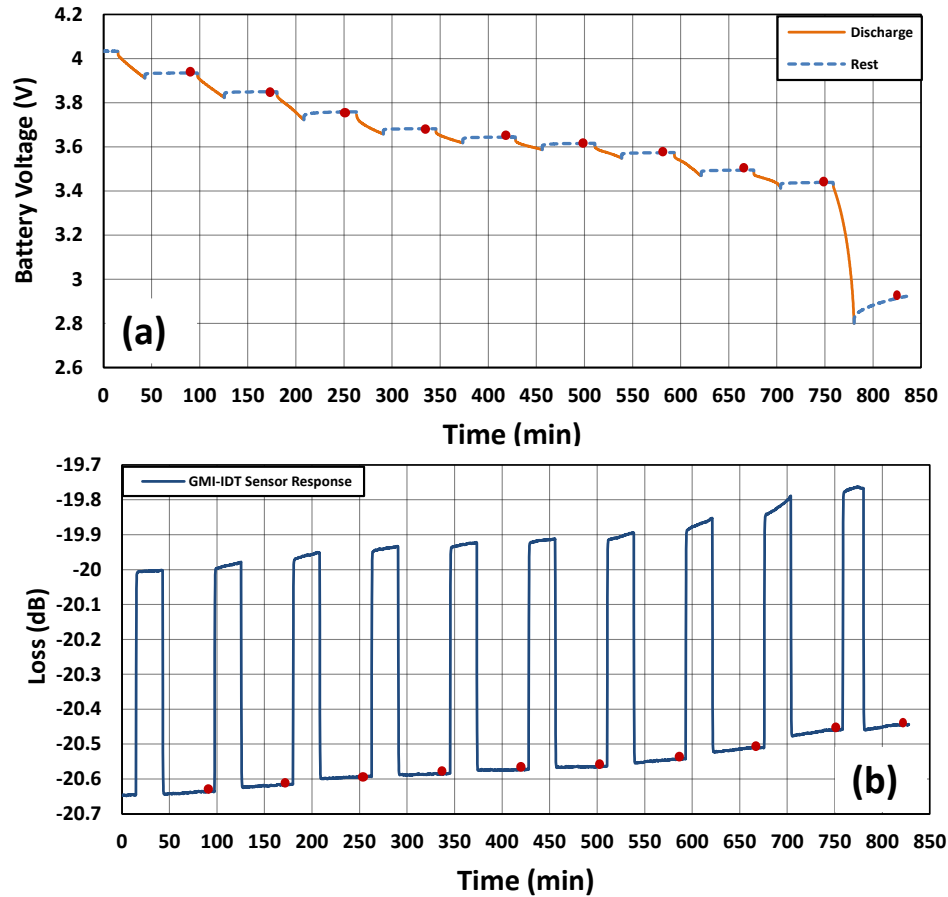 4.2
4
3.8
3.6
3.4
3.2
3
2.8
2.6
Battery Voltage (V)
Discharge
Rest
(a)
0 50 100 150 200 250 300 350 400 450 500 550 600 650 700 750 800 850
Time (min)
-19.7
-19.8
-19.9
-20
-20.1
-20.2
-20.3
-20.4
-20.5
-20.6
-20.7
Loss (dB)
GMI-IDT Sensor Response
(b)
0 50 100 150 200 250 300 350 400 450 500 550 600 650 700 750 800 850
Time (min)